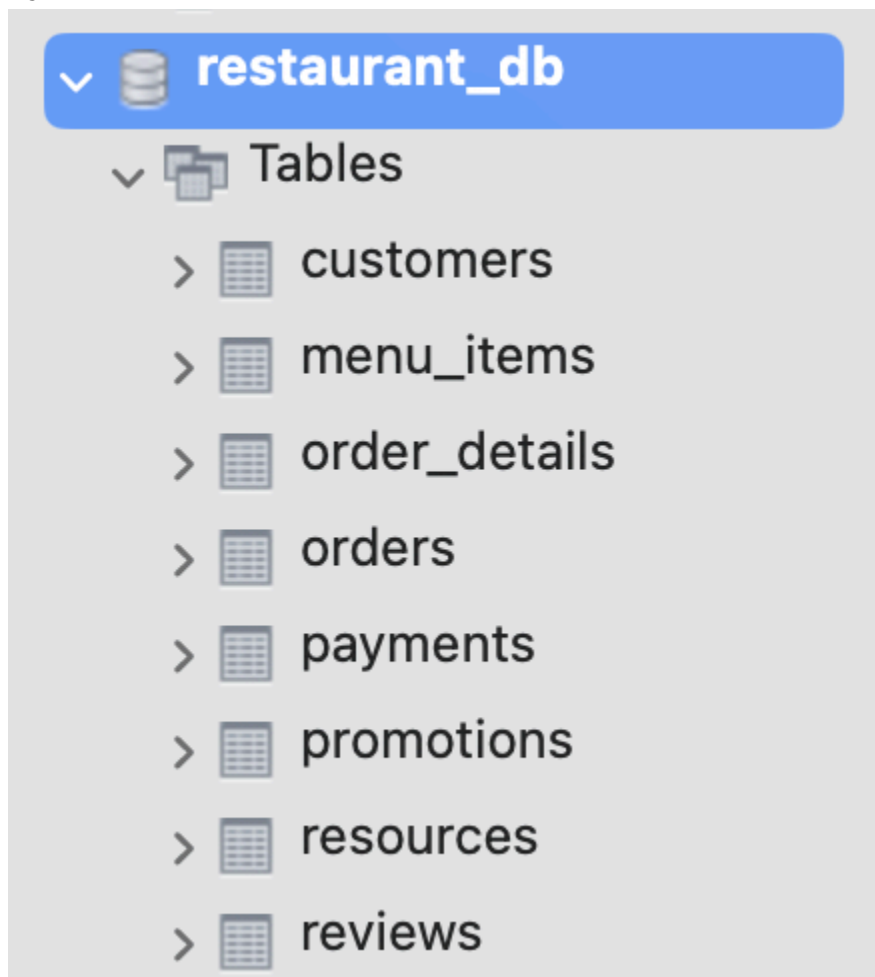 restaurant_db
Tables
customers
menu_items
order_details
orders
payments
promotions
resources
reviews